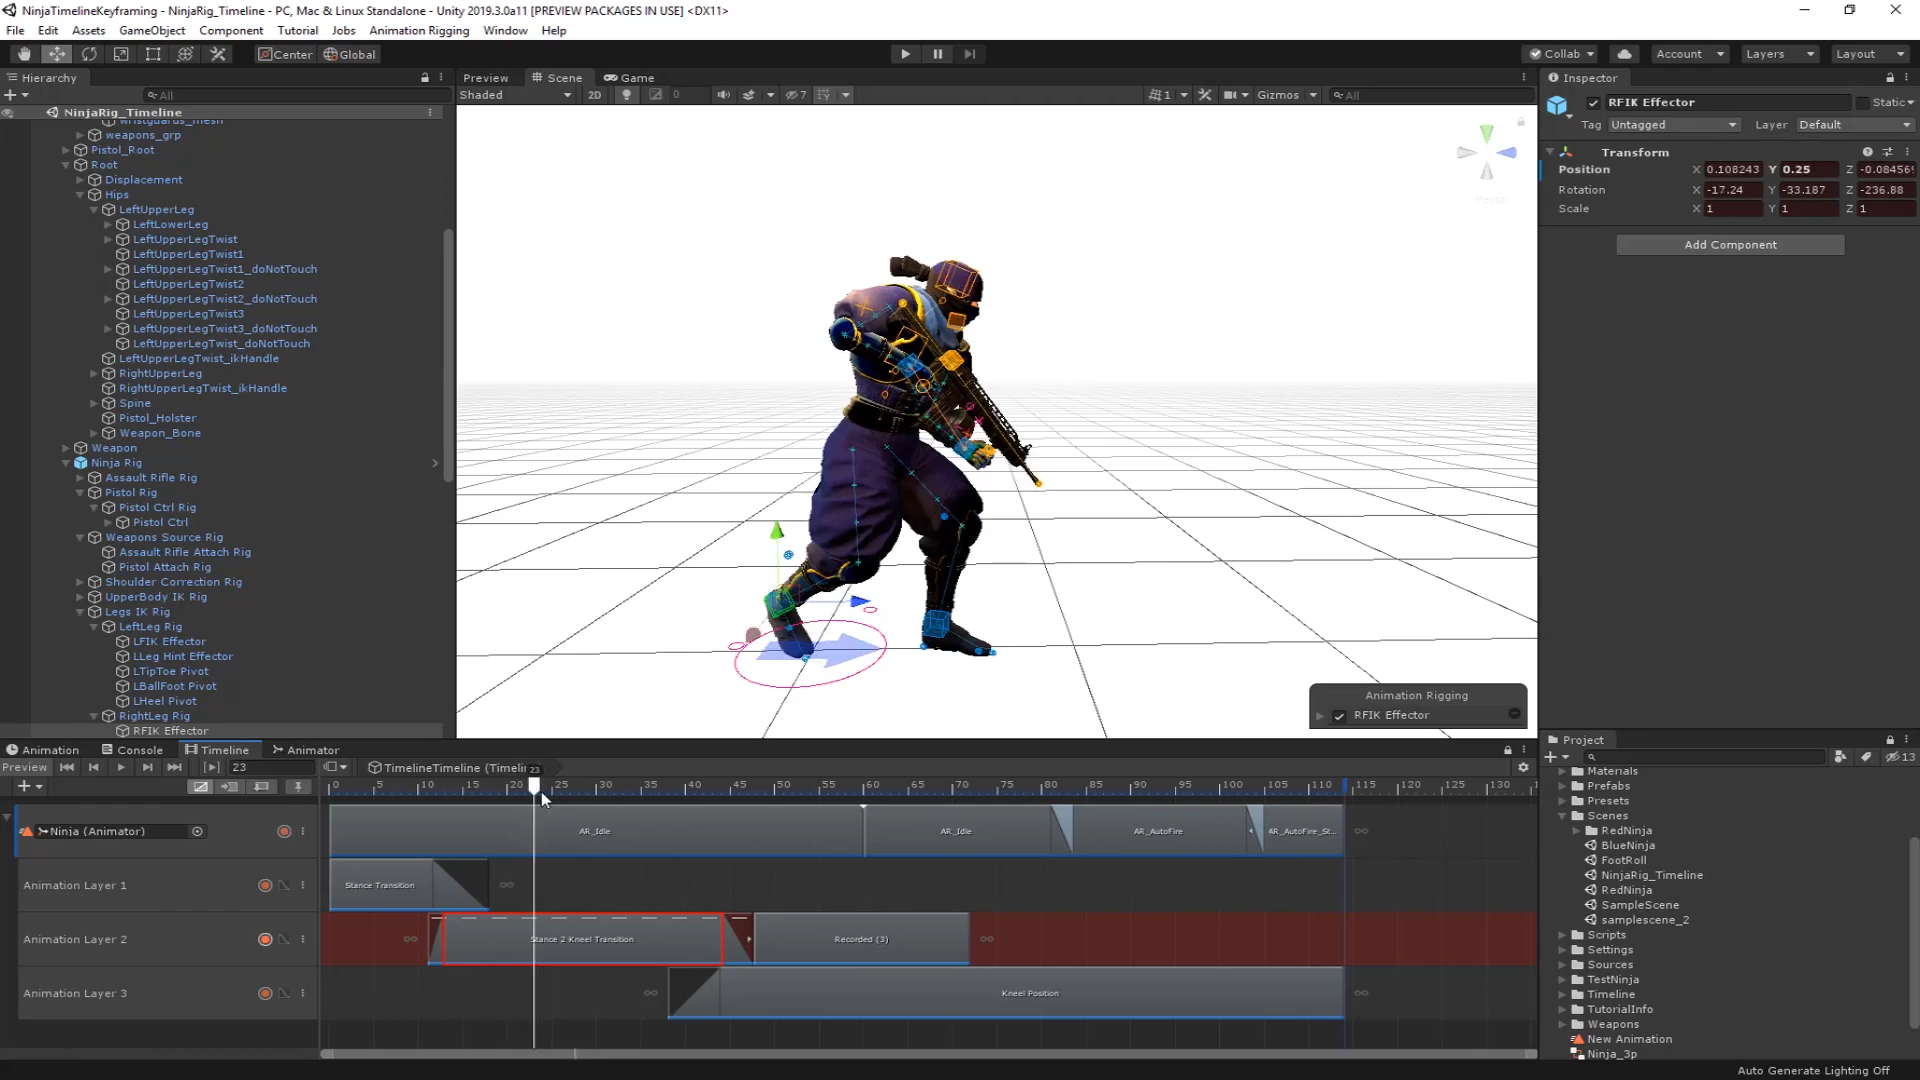 NinjaTimelineKeyframing - NinjaRig_Timeline - PC, Mac & Linux Standalone - Unity 2019.3.0a11 [PREVIEW PACKAGES IN USE] <DX11>
File Edit Assets GameObject Component Tutorial Jobs Animation Rigging Window Help
Center Global Collab Account Layers Layout
Hierarchy
All
NinjaRig_Timeline
wristguards_mesh
weapons_grp
Pistol_Root
Root
Displacement
Hips
LeftUpperLeg
LeftLowerLeg
LeftUpperLegTwist
LeftUpperLegTwist1
LeftUpperLegTwist1_doNotTouch
LeftUpperLegTwist2
LeftUpperLegTwist2_doNotTouch
LeftUpperLegTwist3
LeftUpperLegTwist3_doNotTouch
LeftUpperLegTwist_doNotTouch
LeftUpperLegTwist_ikHandle
RightUpperLeg
RightUpperLegTwist_ikHandle
Spine
Pistol_Holster
Weapon_Bone
Weapon
Ninja Rig
Assault Rifle Rig
Pistol Rig
Pistol Ctrl Rig
Pistol Ctrl
Weapons Source Rig
Assault Rifle Attach Rig
Pistol Attach Rig
Shoulder Correction Rig
UpperBody IK Rig
Legs IK Rig
LeftLeg Rig
LFIK Effector
LLeg Hint Effector
LTipToe Pivot
LBallFoot Pivot
LHeel Pivot
RightLeg Rig
RFIK Effector
Preview Scene Game
Shaded 2D 0 7 1 Gizmos All
Persp
Animation Rigging
RFIK Effector
Inspector
RFIK Effector Static
Tag Untagged Layer Default
Transform
Position X 0.108243 Y 0.25 Z -0.08456
Rotation X -17.24 Y -33.187 Z -236.88
Scale X 1 Y 1 Z 1
Add Component
Animation Console Timeline Animator
Preview 23 TimelineTimeline (Timelin
23
0 5 10 15 20 25 30 35 40 45 50 55 60 65 70 75 80 85 90 95 100 105 110 115 120 125 130
Ninja (Animator) AR_Idle AR_Idle AR_AutoFire AR_AutoFire_St...
Animation Layer 1 Stance Transition
Animation Layer 2 Stance 2 Kneel Transition Recorded (3)
Animation Layer 3 Kneel Position
Project
13
Materials
Prefabs
Presets
Scenes
RedNinja
BlueNinja
FootRoll
NinjaRig_Timeline
RedNinja
SampleScene
samplescene_2
Scripts
Settings
Sources
TestNinja
Timeline
TutorialInfo
Weapons
New Animation
Ninja_3p
Auto Generate Lighting Off